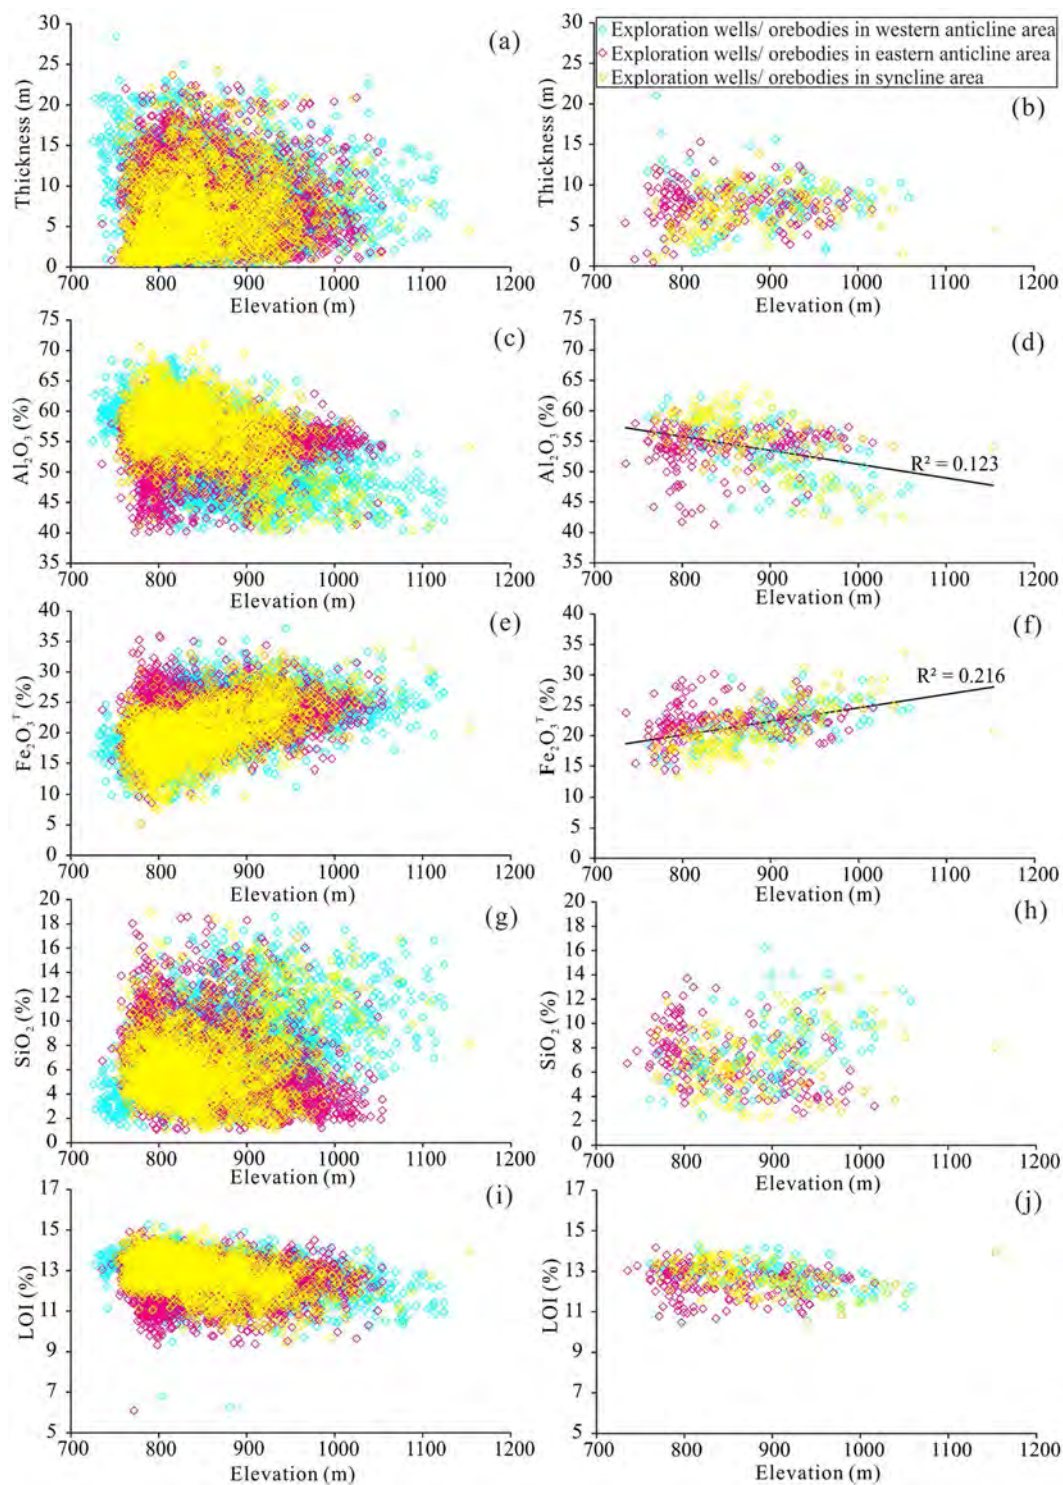 (a)
30
25
20
15
10
5
0
Thickness (m)
700 800 900 1000 1100 1200
Elevation (m)
Exploration wells/ orebodies in western anticline area
Exploration wells/ orebodies in eastern anticline area
Exploration wells/ orebodies in syncline area
(b)
30
25
20
15
10
5
0
Thickness (m)
700 800 900 1000 1100 1200
Elevation (m)
(c)
75
70
65
60
55
50
45
40
35
Al₂O₃ (%)
700 800 900 1000 1100 1200
Elevation (m)
(d)
75
70
65
60
55
50
45
40
35
Al₂O₃ (%)
R² = 0.123
700 800 900 1000 1100 1200
Elevation (m)
(e)
40
35
30
25
20
15
10
5
0
Fe₂O₃ᵀ (%)
700 800 900 1000 1100 1200
Elevation (m)
(f)
40
35
30
25
20
15
10
5
0
Fe₂O₃ᵀ (%)
R² = 0.216
700 800 900 1000 1100 1200
Elevation (m)
(g)
20
18
16
14
12
10
8
6
4
2
0
SiO₂ (%)
700 800 900 1000 1100 1200
Elevation (m)
(h)
20
18
16
14
12
10
8
6
4
2
0
SiO₂ (%)
700 800 900 1000 1100 1200
Elevation (m)
(i)
17
15
13
11
9
7
5
LOI (%)
700 800 900 1000 1100 1200
Elevation (m)
(j)
17
15
13
11
9
7
5
LOI (%)
700 800 900 1000 1100 1200
Elevation (m)